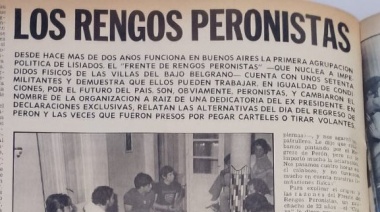 LOS RENGOS PERONISTAS
DESDE HACE MAS DE DOS AÑOS FUNCIONA EN BUENOS AIRES LA PRIMERA AGRUPACION
POLITICA DE LISIADOS. EL "FRENTE DE RENGOS PERONISTAS" —QUE NUCLEA A IMPE-
DIDOS FISICOS DE LAS VILLAS DEL BAJO BELGRANO— CUENTA CON UNOS SETENTA
MILITANTES Y DEMUESTRA QUE ELLOS PUEDEN TRABAJAR, EN IGUALDAD DE CONDI-
CIONES, POR EL FUTURO DEL PAIS. SON, OBVIAMENTE, PERONISTAS, Y CAMBIARON EL
NOMBRE DE LA ORGANIZACION A RAIZ DE UNA DEDICATORIA DEL EX PRESIDENTE. EN
DECLARACIONES EXCLUSIVAS, RELATAN LAS ALTERNATIVAS DEL DIA DEL REGRESO DE
PERON Y LAS VECES QUE FUERON PRESOS POR PEGAR CARTELES O TIRAR VOLANTES.